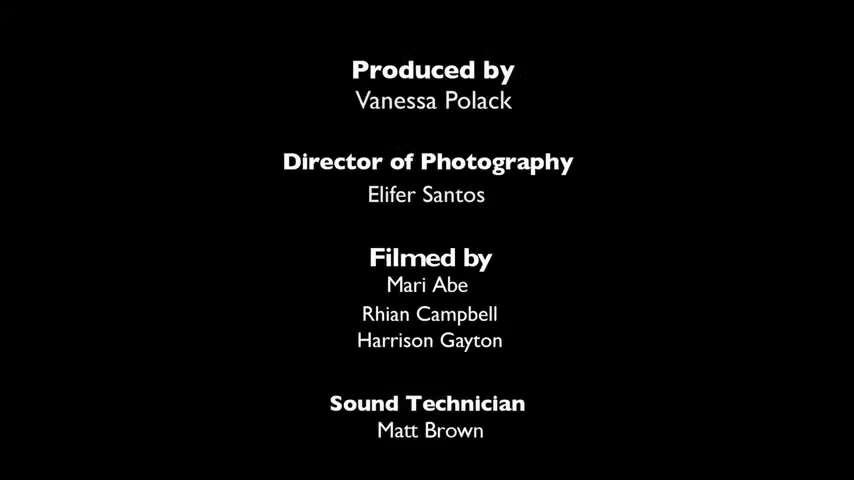 Produced by
Vanessa Polack
Director of Photography
Elifer Santos
Filmed by
Mari Abe
Rhian Campbell
Harrison Gayton
Sound Technician
Matt Brown